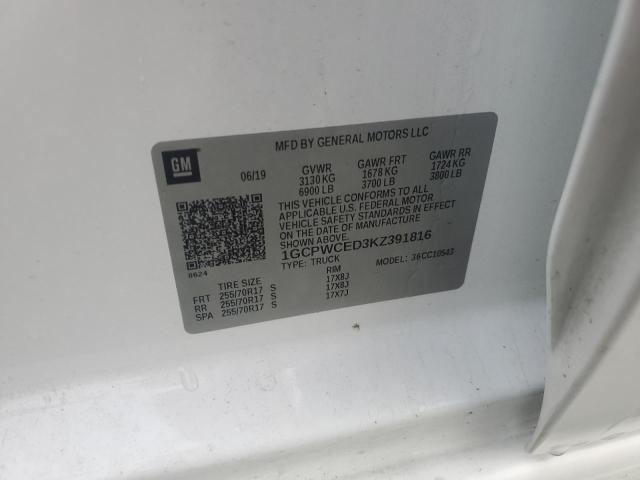 MFD BY GENERAL MOTORS LLC
GM
06/19
GVWR GAWR FRT GAWR RR
3130 KG 1678 KG 1724 KG
6900 LB 3700 LB 3800 LB
THIS VEHICLE CONFORMS TO ALL
APPLICABLE U.S. FEDERAL MOTOR
VEHICLE SAFETY STANDARDS IN EFFECT
ON THE DATE OF MANUFACTURE SHOWN ABOVE.
1GCPWCED3KZ391816
TYPE: TRUCK MODEL: 36CC10543
8624
TIRE SIZE RIM
FRT 255/70R17 S 17X8J
RR 255/70R17 S 17X8J
SPA 255/70R17 S 17X7J